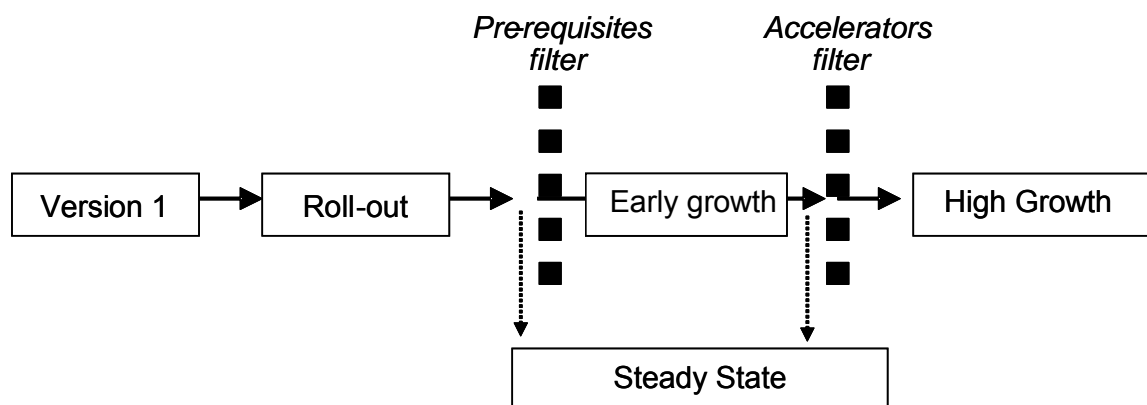 Pre-requisites
filter
Accelerators
filter
Version 1
Roll-out
Early growth
High Growth
Steady State